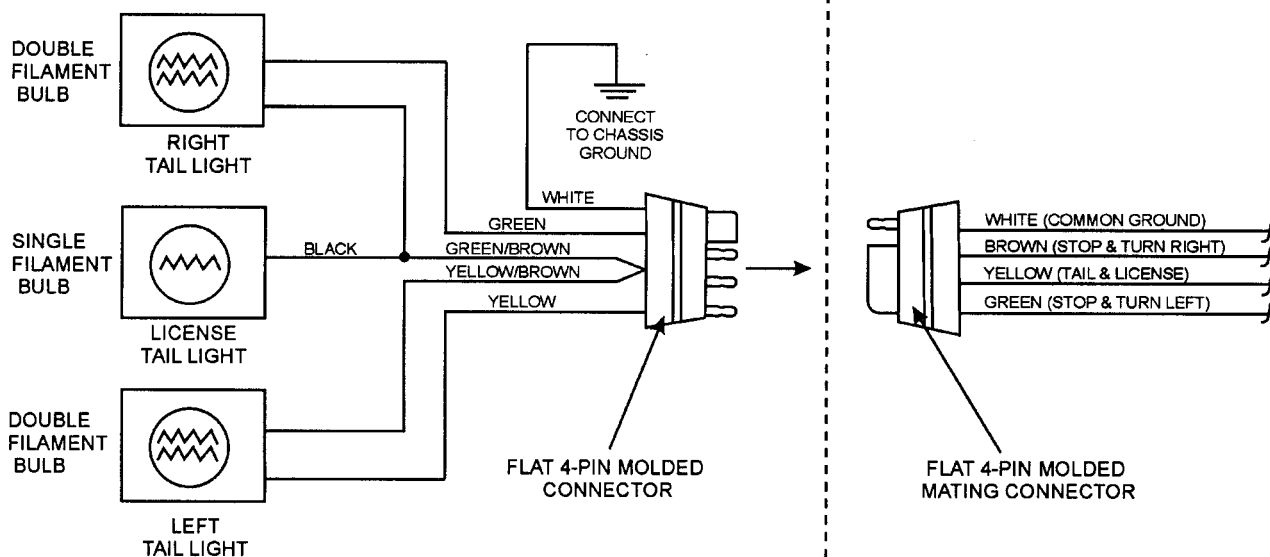 DOUBLE
FILAMENT
BULB
RIGHT
TAIL LIGHT
CONNECT
TO CHASSIS
GROUND
WHITE
GREEN
SINGLE
FILAMENT
BULB
BLACK
GREEN/BROWN
YELLOW/BROWN
YELLOW
LICENSE
TAIL LIGHT
DOUBLE
FILAMENT
BULB
LEFT
TAIL LIGHT
FLAT 4-PIN MOLDED
CONNECTOR
WHITE (COMMON GROUND)
BROWN (STOP & TURN RIGHT)
YELLOW (TAIL & LICENSE)
GREEN (STOP & TURN LEFT)
FLAT 4-PIN MOLDED
MATING CONNECTOR